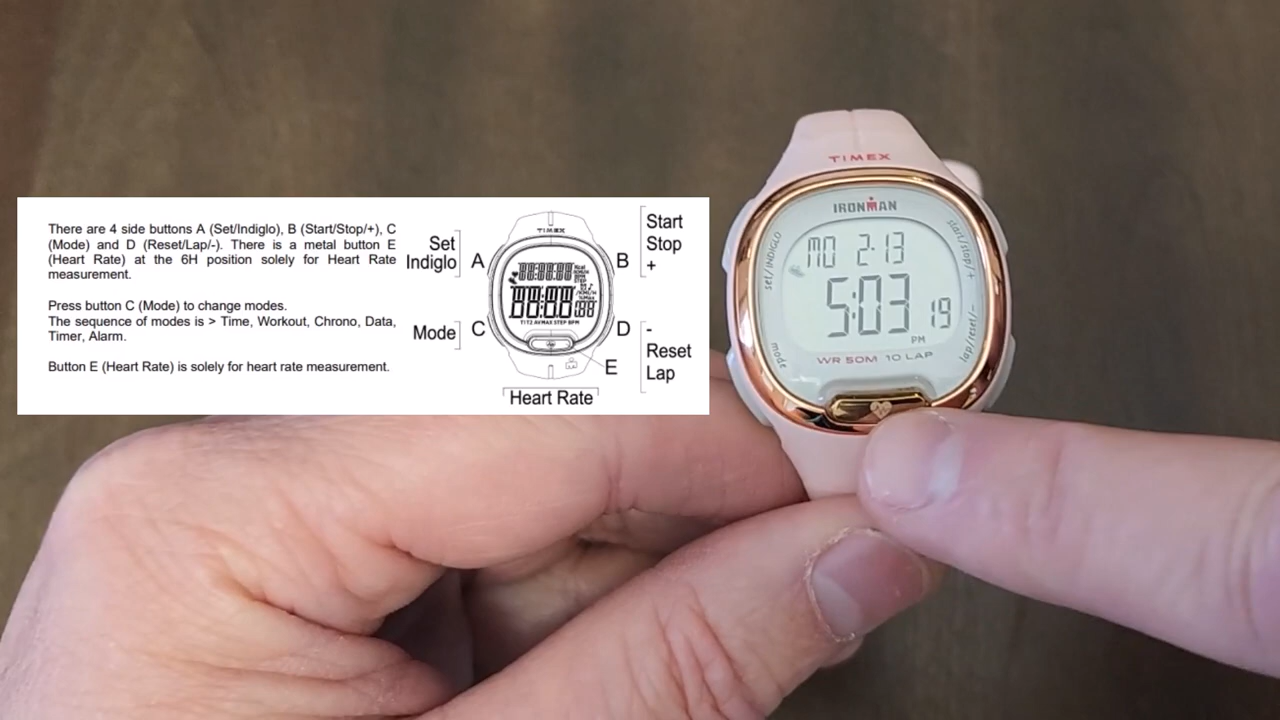 There are 4 side buttons A (Set/Indiglo), B (Start/Stop/+), C
(Mode) and D (Reset/Lap/-). There is a metal button E
(Heart Rate) at the 6H position solely for Heart Rate
measurement.
Press button C (Mode) to change modes.
The sequence of modes is > Time, Workout, Chrono, Data,
Timer, Alarm.
Button E (Heart Rate) is solely for heart rate measurement.
Set
Indiglo
A
Mode
C
TIMEX
B
Start
Stop
+
D
-
Reset
Lap
E
Heart Rate
TIMEX
IRONMAN
set/INDIGLO
start/stop/+
MO 2-13
5:03 19
PM
mode
lap/reset/-
WR 50M 10 LAP